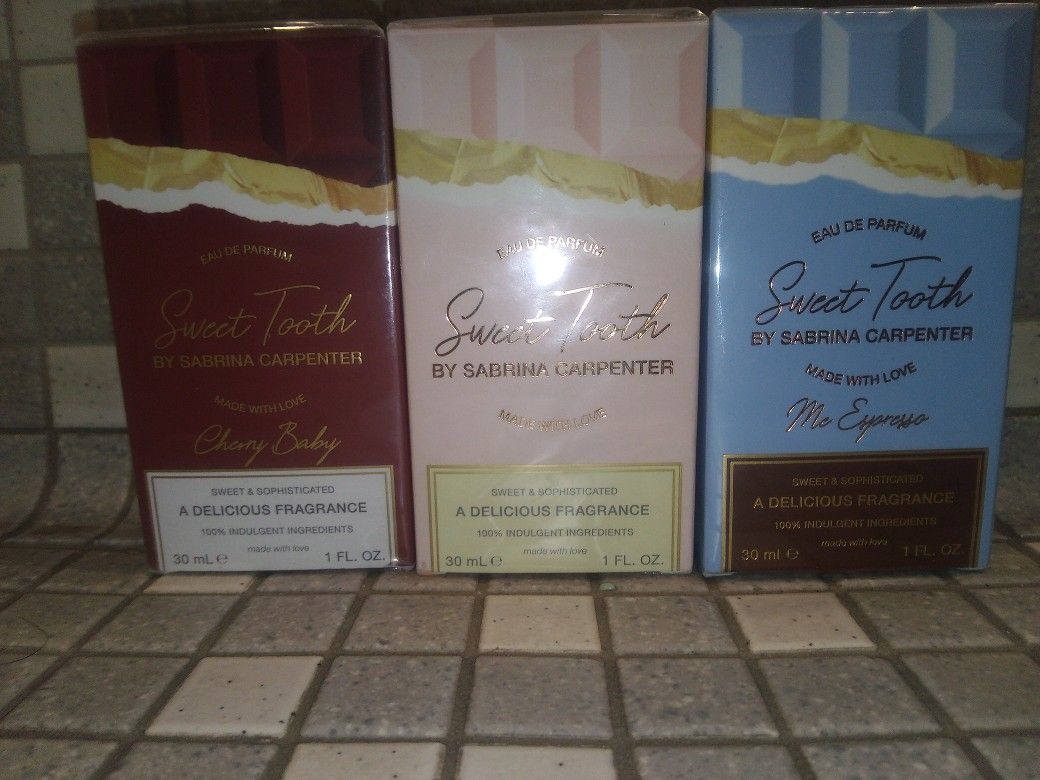 EAU DE PARFUM
Sweet Tooth
BY SABRINA CARPENTER
MADE WITH LOVE
Cherry Baby
SWEET & SOPHISTICATED
A DELICIOUS FRAGRANCE
100% INDULGENT INGREDIENTS
made with love
30 mL ℮ 1 FL. OZ.
EAU DE PARFUM
Sweet Tooth
BY SABRINA CARPENTER
MADE WITH LOVE
SWEET & SOPHISTICATED
A DELICIOUS FRAGRANCE
100% INDULGENT INGREDIENTS
made with love
30 mL ℮ 1 FL. OZ.
EAU DE PARFUM
Sweet Tooth
BY SABRINA CARPENTER
MADE WITH LOVE
Me Espresso
SWEET & SOPHISTICATED
A DELICIOUS FRAGRANCE
100% INDULGENT INGREDIENTS
made with love
30 ml ℮ 1 FL. OZ.